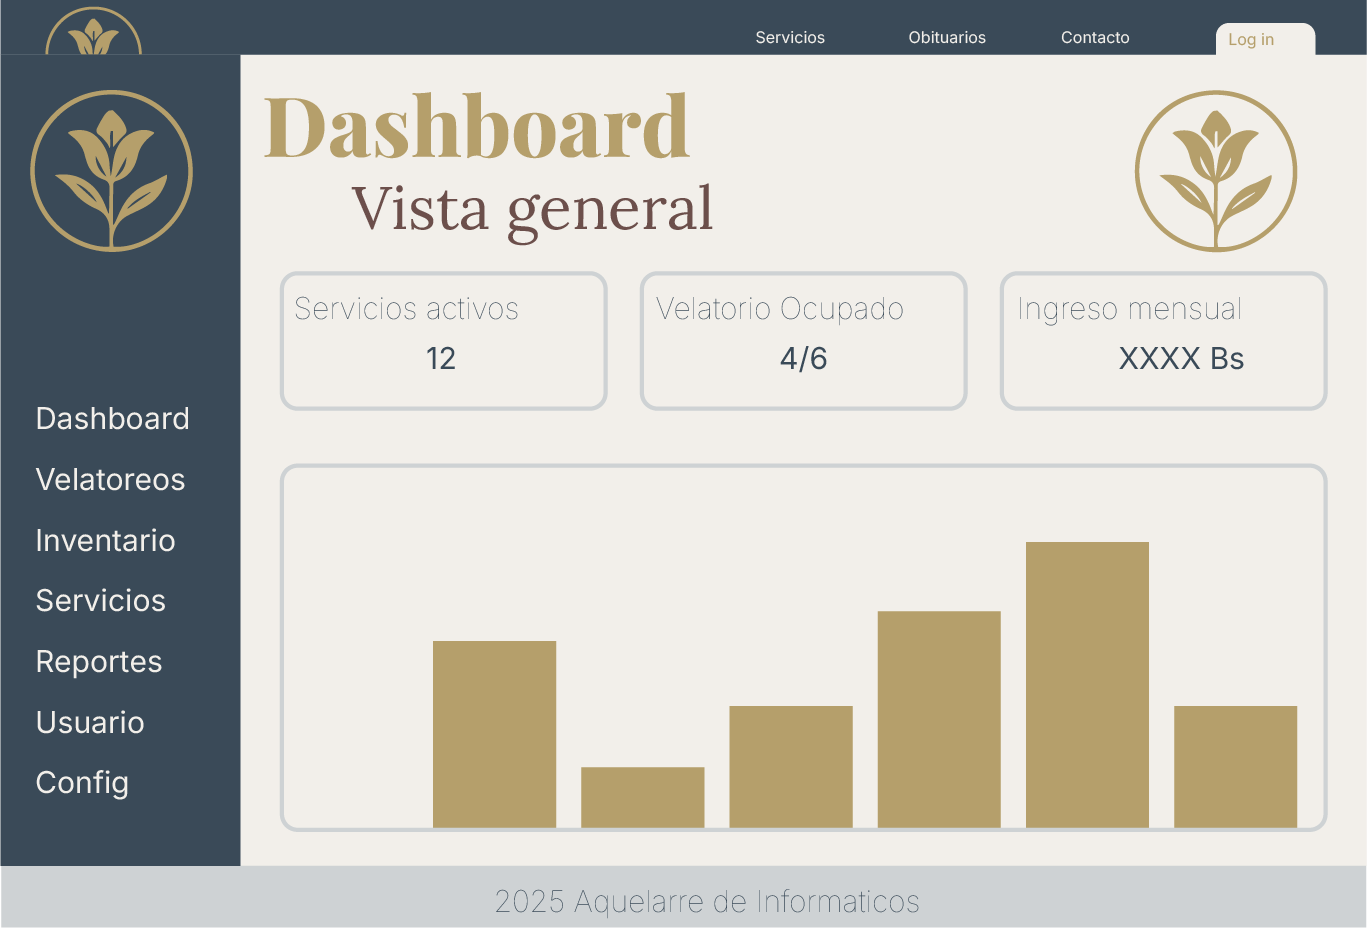 Servicios
Obituarios
Contacto
Log in
Dashboard
Vista general
Servicios activos
12
Velatorio Ocupado
4/6
Ingreso mensual
XXXX Bs
Dashboard
Velatoreos
Inventario
Servicios
Reportes
Usuario
Config
2025 Aquelarre de Informaticos